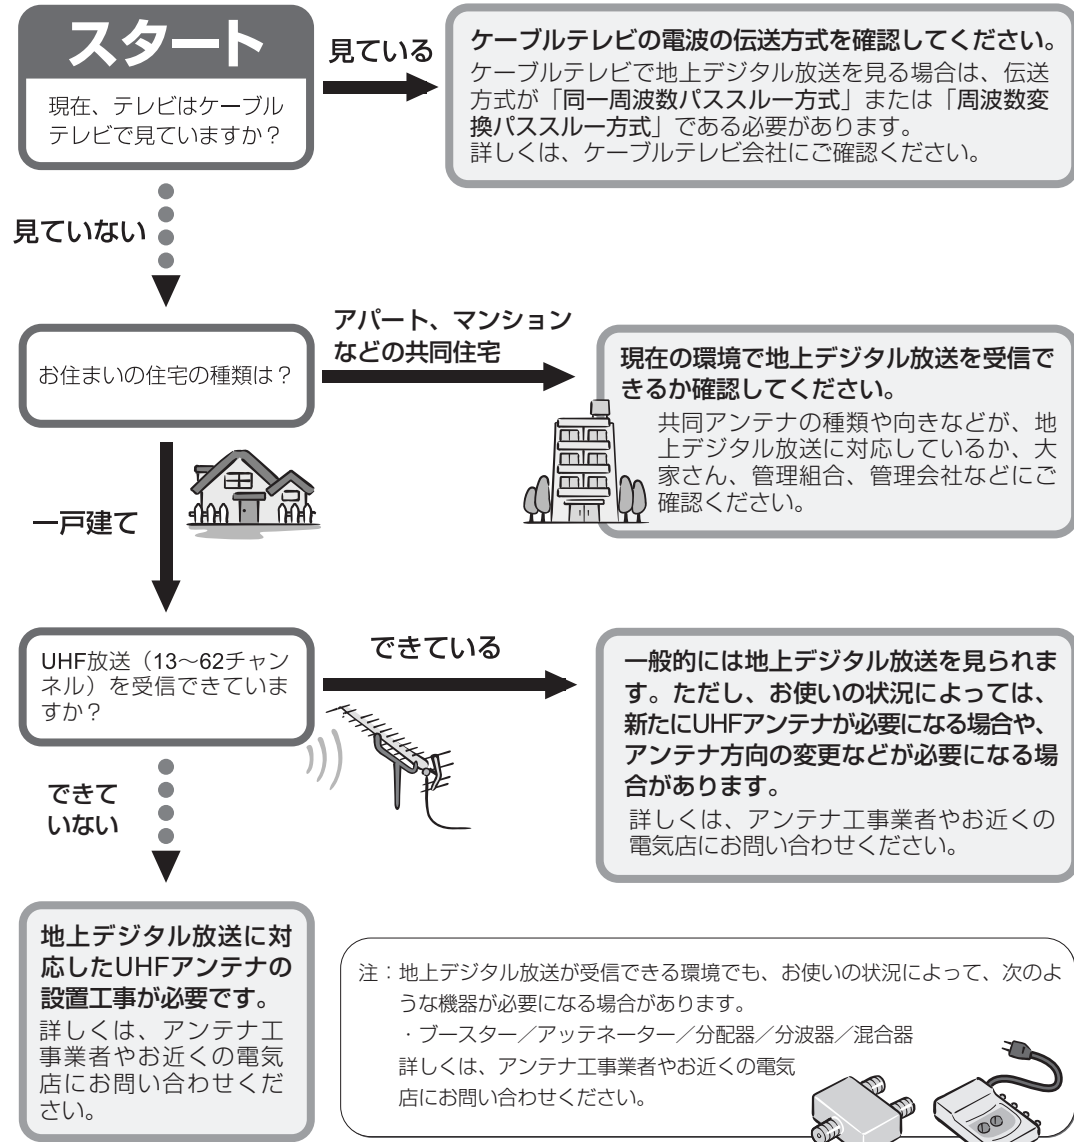 スタート
現在、テレビはケーブル
テレビで見ていますか？
見ている
ケーブルテレビの電波の伝送方式を確認してください。
ケーブルテレビで地上デジタル放送を見る場合は、伝送
方式が「同一周波数パススルー方式」または「周波数変
換パススルー方式」である必要があります。
詳しくは、ケーブルテレビ会社にご確認ください。
見ていない
お住まいの住宅の種類は？
アパート、マンション
などの共同住宅
現在の環境で地上デジタル放送を受信で
きるか確認してください。
共同アンテナの種類や向きなどが、地
上デジタル放送に対応しているか、大
家さん、管理組合、管理会社などにご
確認ください。
一戸建て
UHF放送（13～62チャン
ネル）を受信できていま
すか？
できている
一般的には地上デジタル放送を見られま
す。ただし、お使いの状況によっては、
新たにUHFアンテナが必要になる場合や、
アンテナ方向の変更などが必要になる場
合があります。
詳しくは、アンテナ工事業者やお近くの
電気店にお問い合わせください。
できて
いない
地上デジタル放送に対
応したUHFアンテナの
設置工事が必要です。
詳しくは、アンテナ工
事業者やお近くの電気
店にお問い合わせくだ
さい。
注：地上デジタル放送が受信できる環境でも、お使いの状況によって、次のよ
うな機器が必要になる場合があります。
・ブースター／アッテネーター／分配器／分波器／混合器
詳しくは、アンテナ工事業者やお近くの電気
店にお問い合わせください。